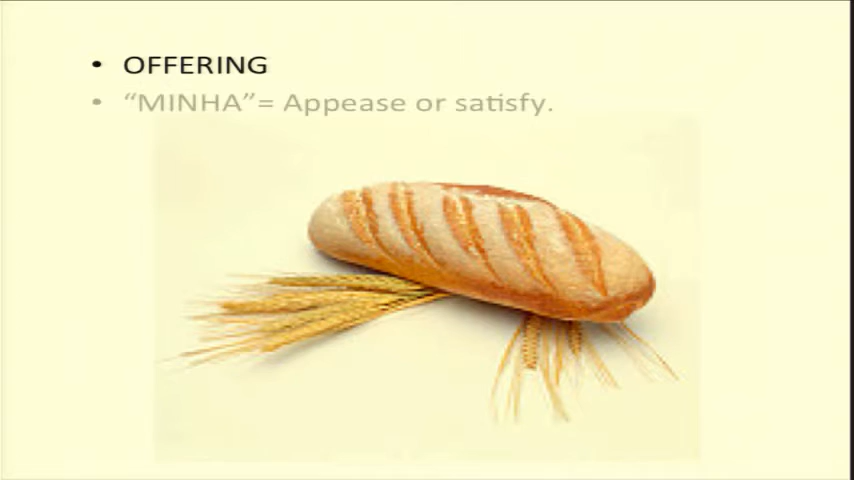 • OFFERING
• “MINHA”= Appease or satisfy.